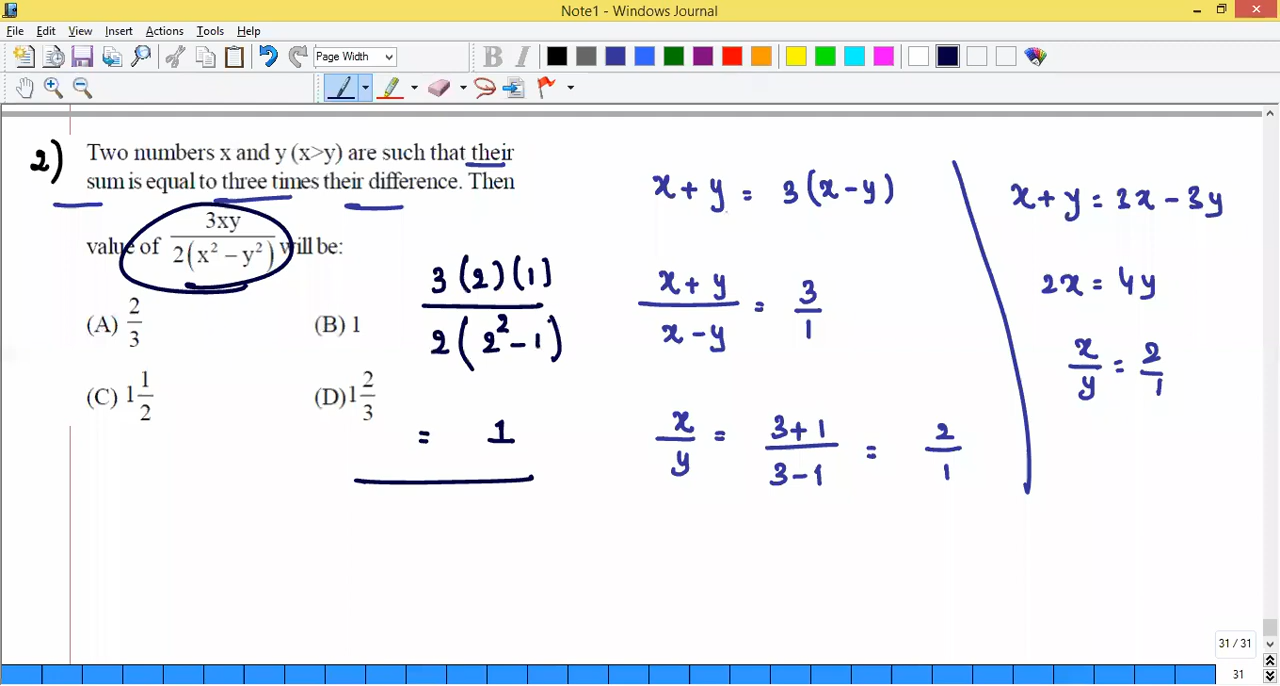 Note1 - Windows Journal
File Edit View Insert Actions Tools Help
Page Width
B I
2) Two numbers x and y (x>y) are such that their
sum is equal to three times their difference. Then
value of 3xy / 2(x² – y²) will be:
(A) 2/3 (B) 1
(C) 1 1/2 (D) 1 2/3
3(2)(1) / 2(2² - 1)
= 1
x + y = 3(x - y)
x + y / x - y = 3/1
x/y = 3+1 / 3-1 = 2/1
x + y = 3x - 3y
2x = 4y
x/y = 2/1
31 / 31
31